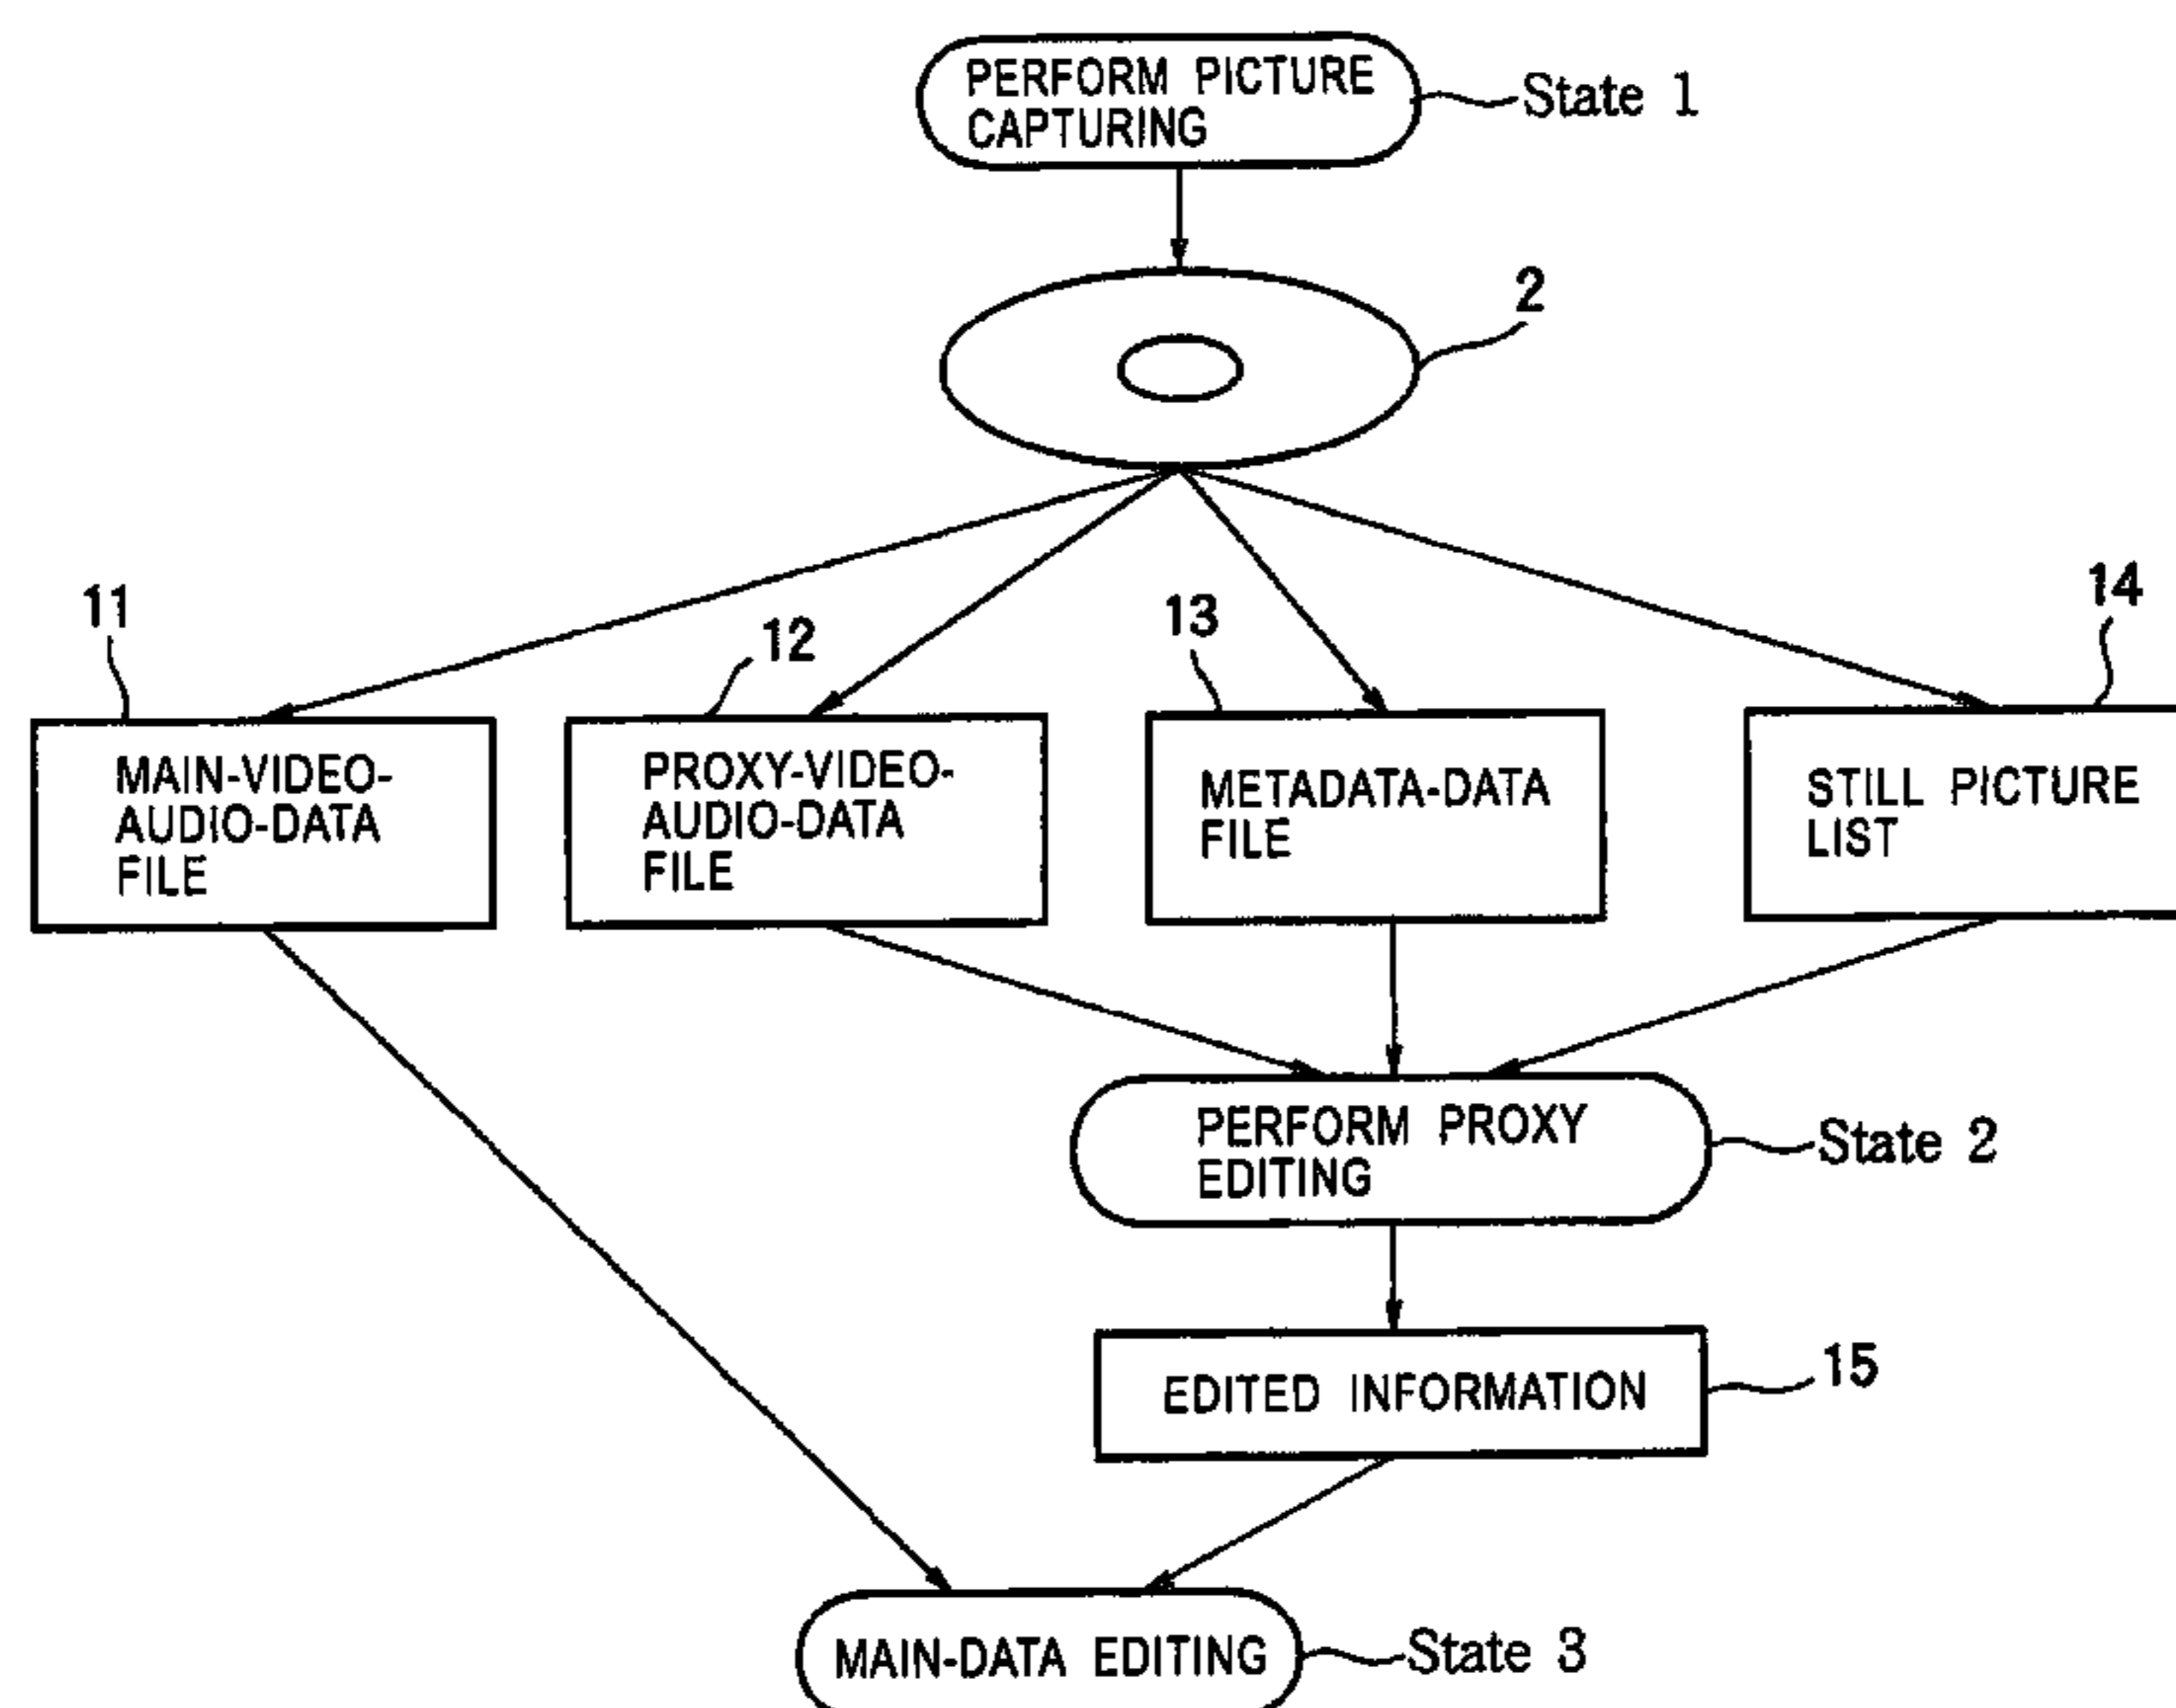 PERFORM PICTURE
CAPTURING
State 1
2
11
12
13
14
MAIN-VIDEO-
AUDIO-DATA
FILE
PROXY-VIDEO-
AUDIO-DATA
FILE
METADATA-DATA
FILE
STILL PICTURE
LIST
PERFORM PROXY
EDITING
State 2
EDITED INFORMATION
15
MAIN-DATA EDITING
State 3